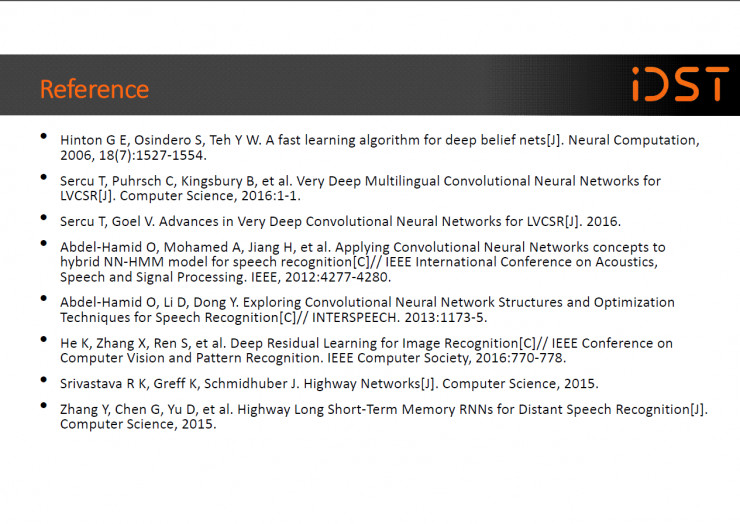 Reference
iDST
• Hinton G E, Osindero S, Teh Y W. A fast learning algorithm for deep belief nets[J]. Neural Computation,
2006, 18(7):1527-1554.
• Sercu T, Puhrsch C, Kingsbury B, et al. Very Deep Multilingual Convolutional Neural Networks for
LVCSR[J]. Computer Science, 2016:1-1.
• Sercu T, Goel V. Advances in Very Deep Convolutional Neural Networks for LVCSR[J]. 2016.
• Abdel-Hamid O, Mohamed A, Jiang H, et al. Applying Convolutional Neural Networks concepts to
hybrid NN-HMM model for speech recognition[C]// IEEE International Conference on Acoustics,
Speech and Signal Processing. IEEE, 2012:4277-4280.
• Abdel-Hamid O, Li D, Dong Y. Exploring Convolutional Neural Network Structures and Optimization
Techniques for Speech Recognition[C]// INTERSPEECH. 2013:1173-5.
• He K, Zhang X, Ren S, et al. Deep Residual Learning for Image Recognition[C]// IEEE Conference on
Computer Vision and Pattern Recognition. IEEE Computer Society, 2016:770-778.
• Srivastava R K, Greff K, Schmidhuber J. Highway Networks[J]. Computer Science, 2015.
• Zhang Y, Chen G, Yu D, et al. Highway Long Short-Term Memory RNNs for Distant Speech Recognition[J].
Computer Science, 2015.